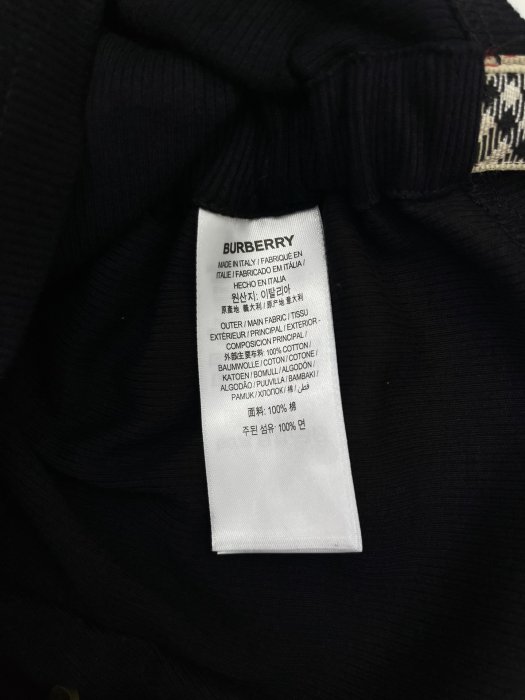 BURBERRY
MADE IN ITALY / FABRIQUÉ EN
ITALIE / FABRICADO EM ITÁLIA /
HECHO EN ITALIA
원산지: 이탈리아
原產地 義大利 / 原产地 意大利
OUTER / MAIN FABRIC / TISSU
EXTÉRIEUR / PRINCIPAL / EXTERIOR -
COMPOSICIÓN PRINCIPAL /
外部主要布料: 100% COTTON /
BAUMWOLLE / COTON / COTONE /
KATOEN / BOMULL / ALGODÓN /
ALGODÃO / PUUVILLA / ΒΑΜΒΑΚΙ /
PAMUK / ХЛОПОК / 棉 / قطن /
面料: 100% 棉
주된 섬유: 100% 면